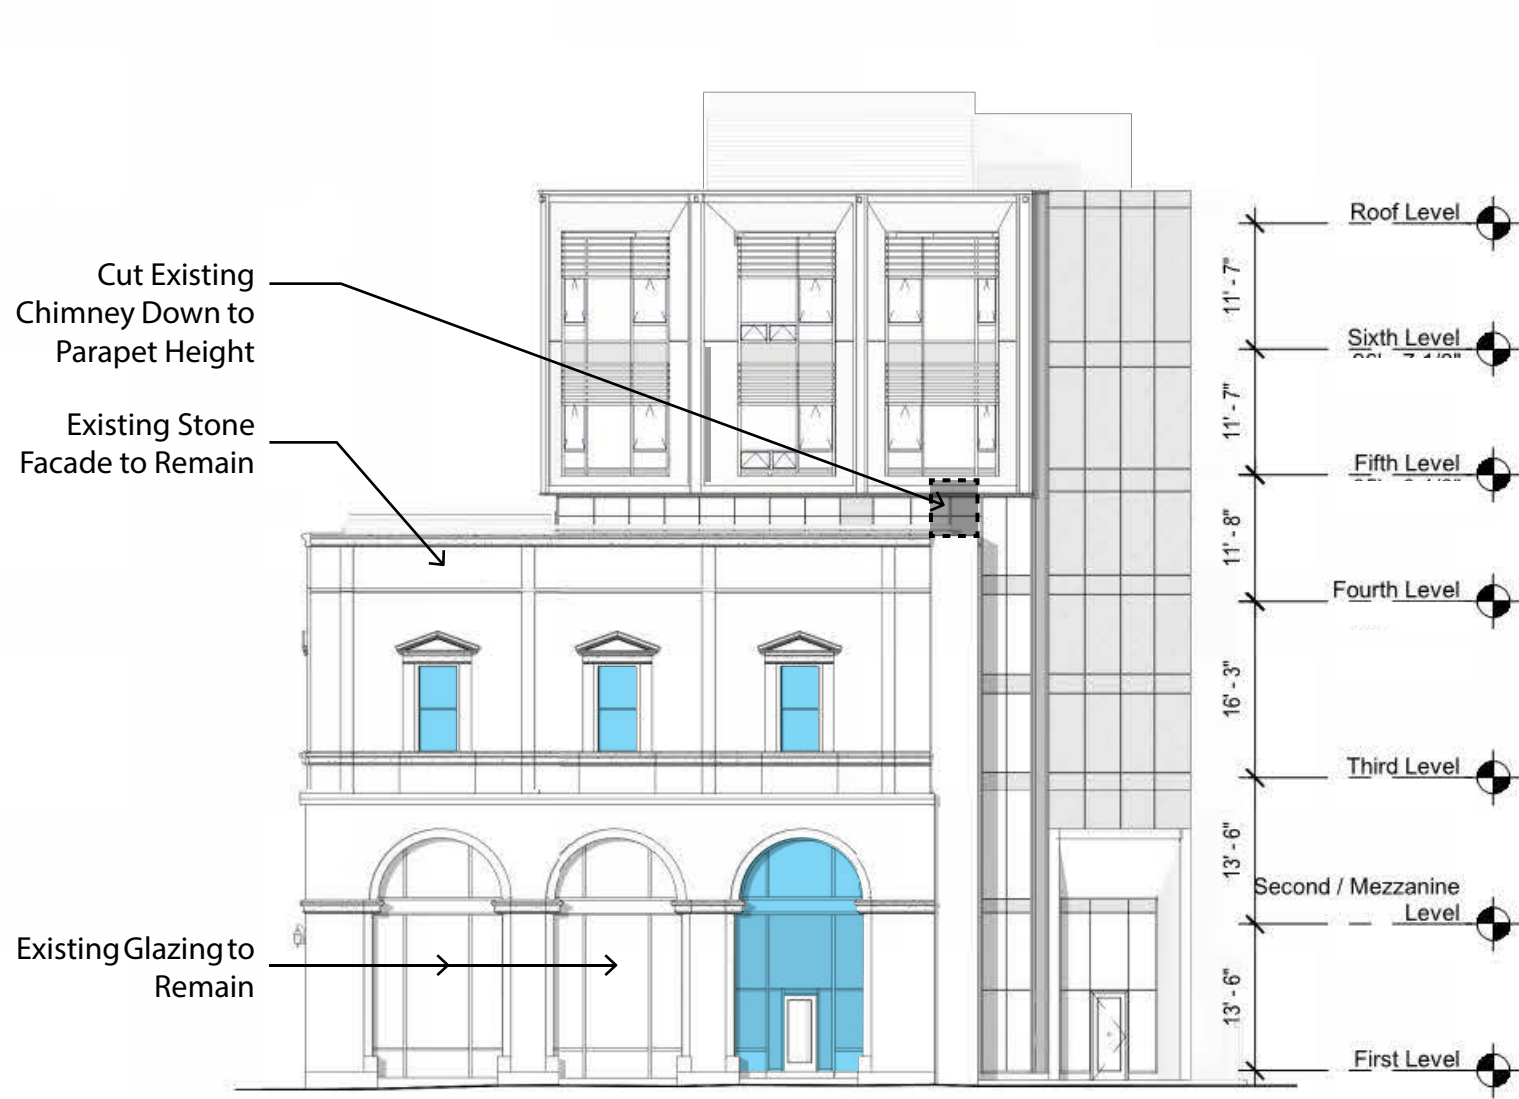 Cut Existing
Chimney Down to
Parapet Height
Existing Stone
Facade to Remain
Existing Glazing to
Remain
Roof Level
11' - 7"
Sixth Level
11' - 7"
Fifth Level
11' - 8"
Fourth Level
16' - 3"
Third Level
13' - 6"
Second / Mezzanine
Level
13' - 6"
First Level